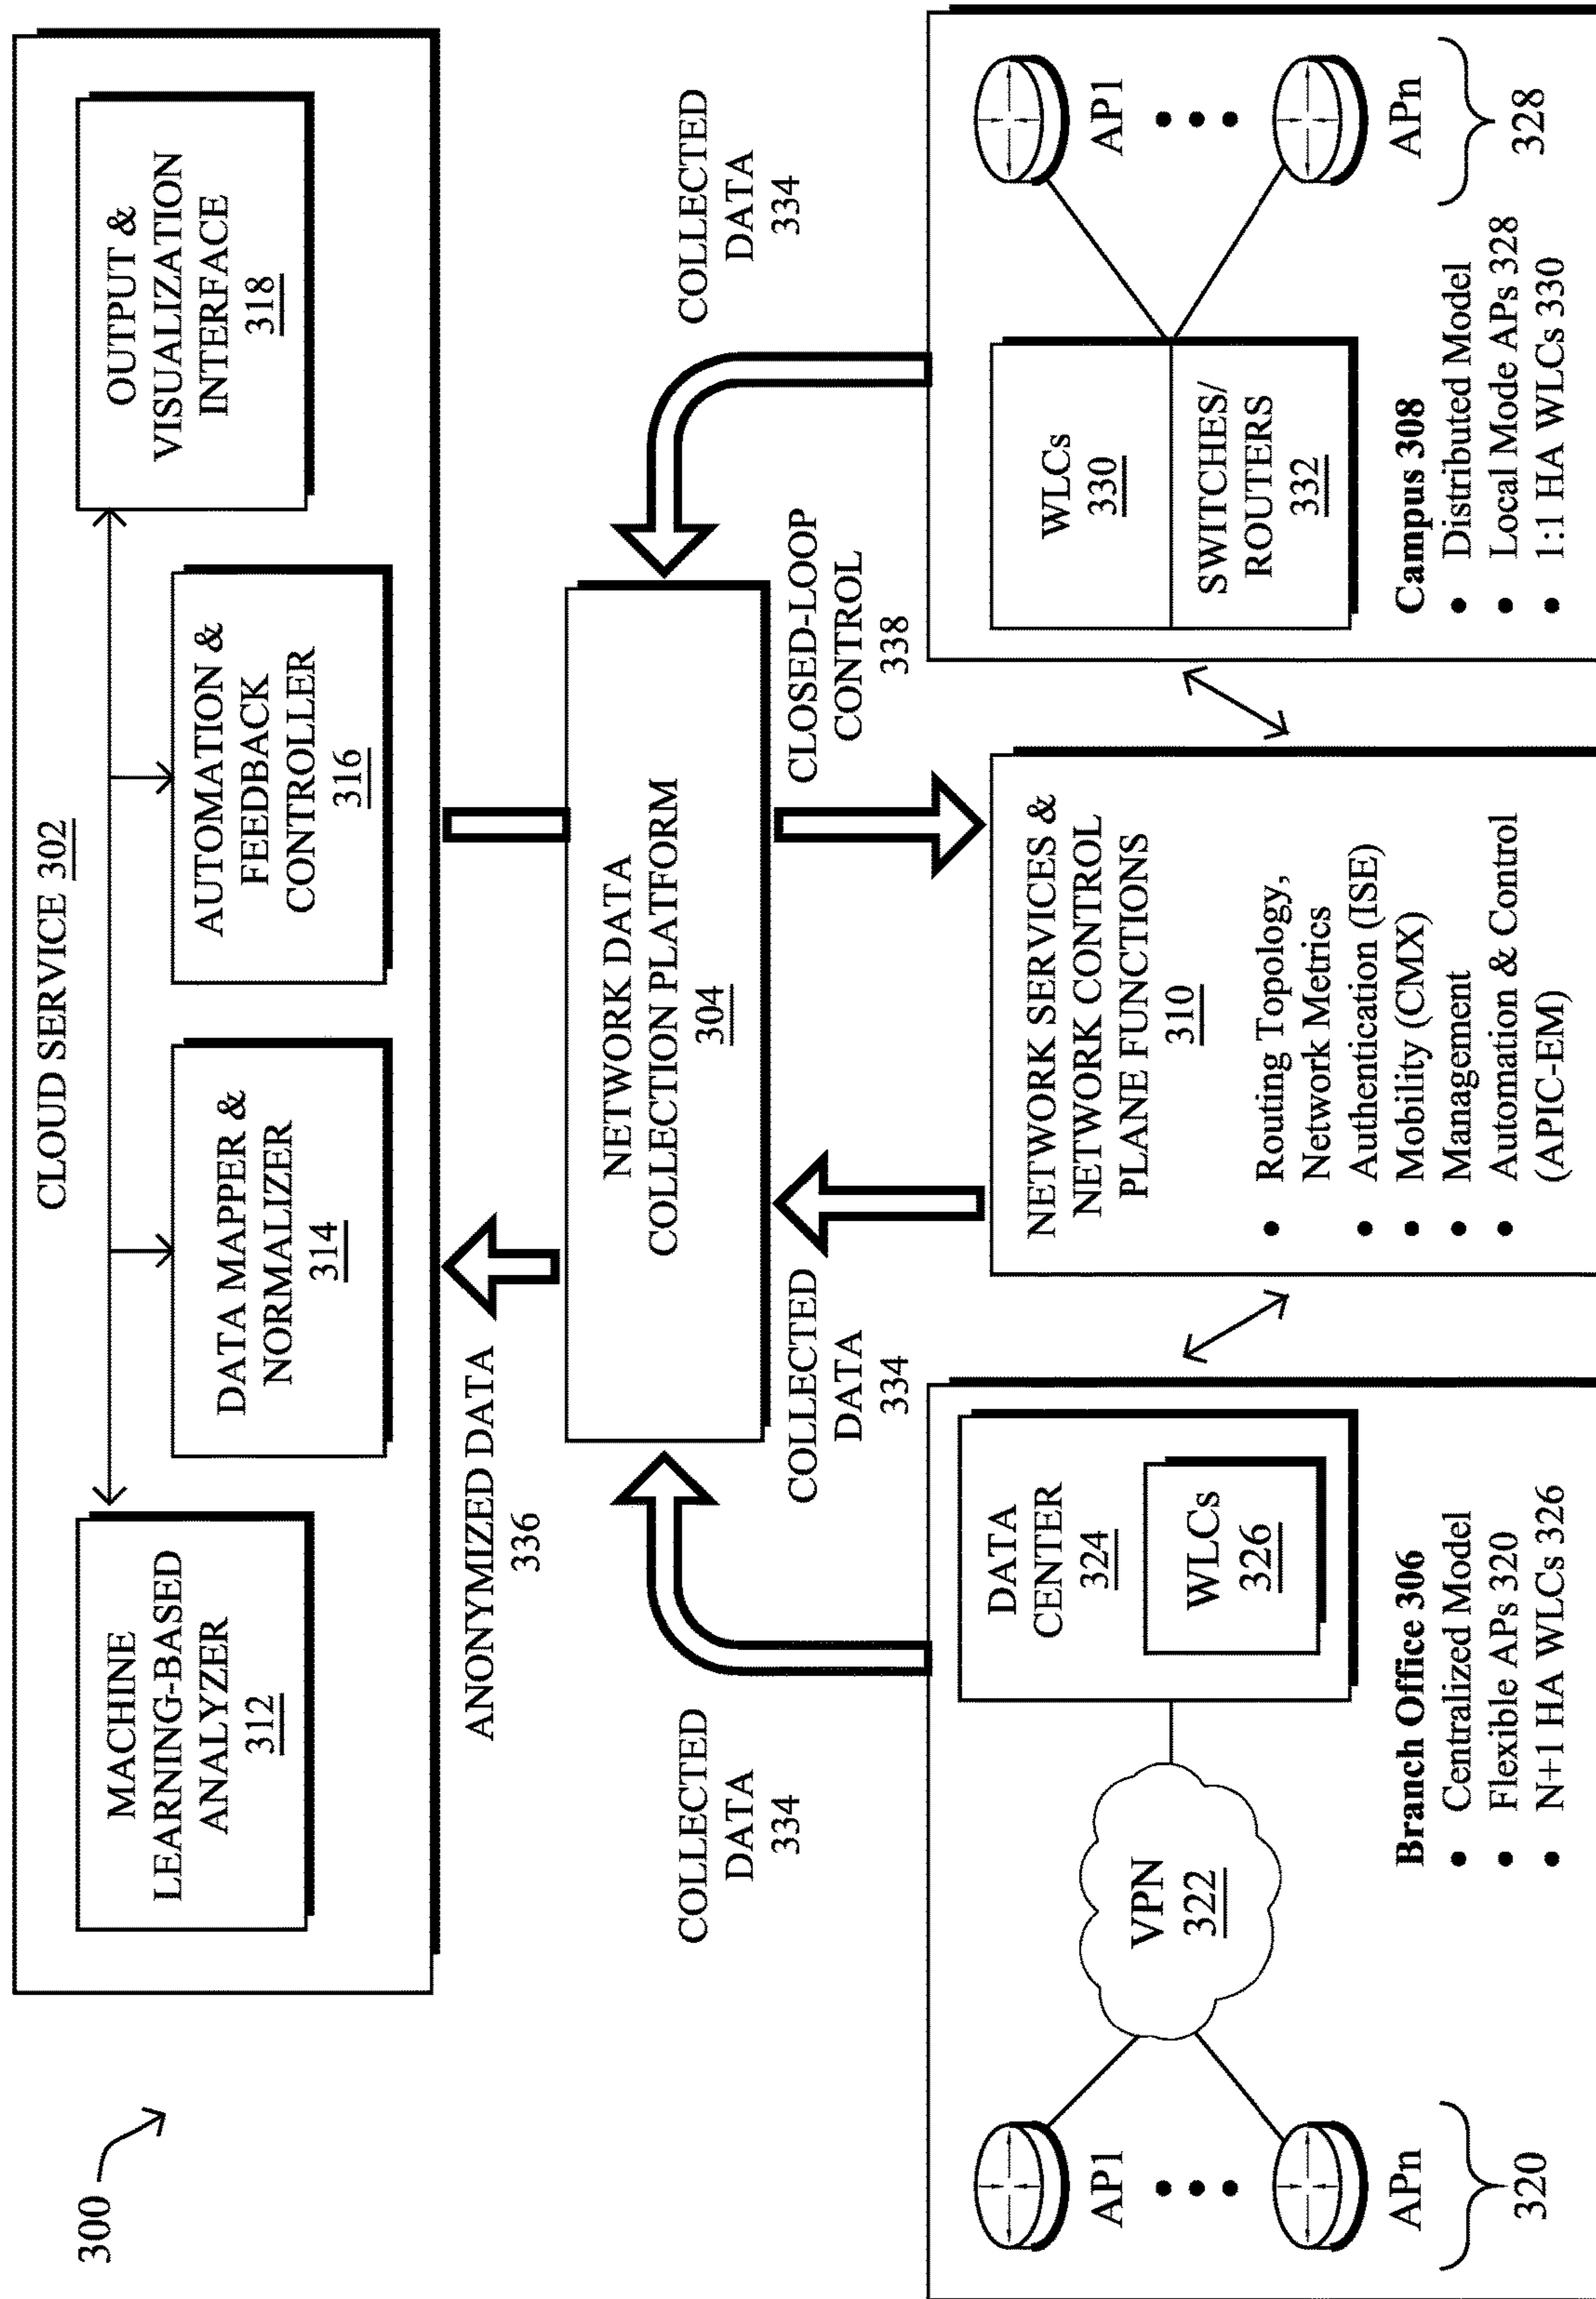 300
CLOUD SERVICE 302
MACHINE
LEARNING-BASED
ANALYZER
312
DATA MAPPER &
NORMALIZER
314
AUTOMATION &
FEEDBACK
CONTROLLER
316
OUTPUT &
VISUALIZATION
INTERFACE
318
ANONYMIZED DATA
336
COLLECTED
DATA
334
NETWORK DATA
COLLECTION PLATFORM
304
COLLECTED
DATA
334
COLLECTED
DATA
334
CLOSED-LOOP
CONTROL
338
AP1
APn
320
VPN
322
DATA
CENTER
324
WLCs
326
Branch Office 306
• Centralized Model
• Flexible APs 320
• N+1 HA WLCs 326
NETWORK SERVICES &
NETWORK CONTROL
PLANE FUNCTIONS
310
• Routing Topology,
Network Metrics
• Authentication (ISE)
• Mobility (CMX)
• Management
• Automation & Control
(APIC-EM)
WLCs
330
SWITCHES/
ROUTERS
332
AP1
APn
328
Campus 308
• Distributed Model
• Local Mode APs 328
• 1:1 HA WLCs 330